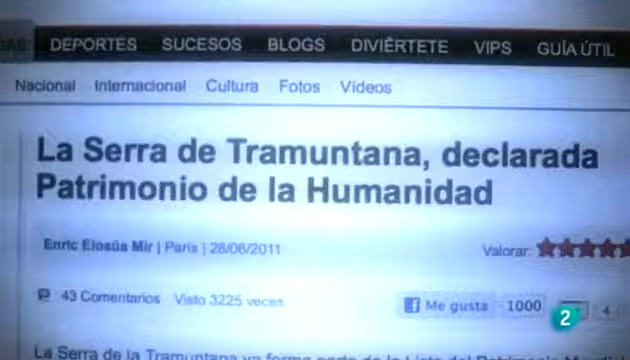 DEPORTES SUCESOS BLOGS DIVIÉRTETE VIPS GUÍA ÚTIL
Nacional Internacional Cultura Fotos Vídeos
La Serra de Tramuntana, declarada
Patrimonio de la Humanidad
Enric Elosúa Mir | París | 28/06/2011
Valorar:
43 Comentarios Visto 3225 veces
Me gusta 1000
2
La Serra de la Tramuntana ya forma parte de la Lista del Patrimonio